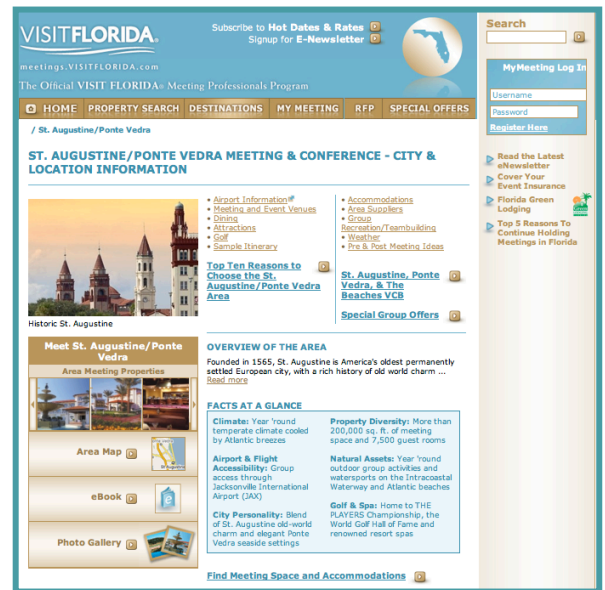 VISITFLORIDA®
meetings.VISITFLORIDA.com
The Official VISIT FLORIDA® Meeting Professionals Program
Subscribe to Hot Dates & Rates
Signup for E-Newsletter
HOME PROPERTY SEARCH DESTINATIONS MY MEETING RFP SPECIAL OFFERS
Search
MyMeeting Log In
Username
Password
Register Here
Read the Latest
eNewsletter
Cover Your
Event Insurance
Florida Green
Lodging
Top 5 Reasons To
Continue Holding
Meetings in Florida
/ St. Augustine/Ponte Vedra
ST. AUGUSTINE/PONTE VEDRA MEETING & CONFERENCE - CITY &
LOCATION INFORMATION
Historic St. Augustine
• Airport Information
• Meeting and Event Venues
• Dining
• Attractions
• Golf
• Sample Itinerary
• Accommodations
• Area Suppliers
• Group
Recreation/Teambuilding
• Weather
• Pre & Post Meeting Ideas
Top Ten Reasons to
Choose the St.
Augustine/Ponte Vedra
Area
St. Augustine, Ponte
Vedra, & The
Beaches VCB
Special Group Offers
Meet St. Augustine/Ponte
Vedra
Area Meeting Properties
Area Map
eBook
Photo Gallery
OVERVIEW OF THE AREA
Founded in 1565, St. Augustine is America's oldest permanently
settled European city, with a rich history of old world charm ...
Read more
FACTS AT A GLANCE
Climate: Year 'round
temperate climate cooled
by Atlantic breezes
Airport & Flight
Accessibility: Group
access through
Jacksonville International
Airport (JAX)
City Personality: Blend
of St. Augustine old-world
charm and elegant Ponte
Vedra seaside settings
Property Diversity: More than
200,000 sq. ft. of meeting
space and 7,500 guest rooms
Natural Assets: Year 'round
outdoor group activities and
watersports on the Intracoastal
Waterway and Atlantic beaches
Golf & Spa: Home to THE
PLAYERS Championship, the
World Golf Hall of Fame and
renowned resort spas
Find Meeting Space and Accommodations